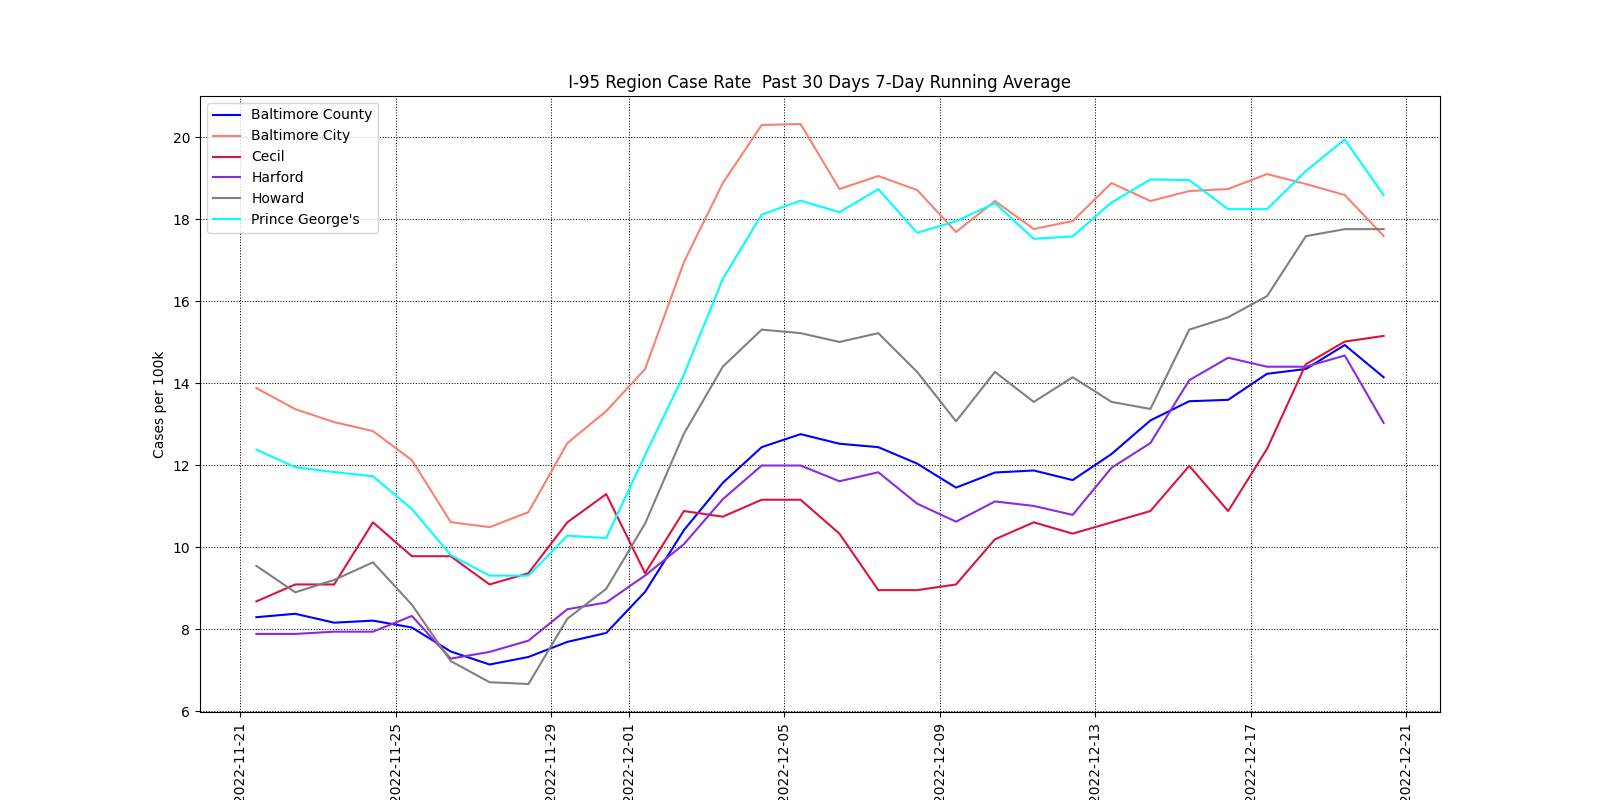 I-95 Region Case Rate  Past 30 Days 7-Day Running Average
Baltimore County
Baltimore City
Cecil
Harford
Howard
Prince George's
Cases per 100k
20
18
16
14
12
10
8
6
2022-11-21
2022-11-25
2022-11-29
2022-12-01
2022-12-05
2022-12-09
2022-12-13
2022-12-17
2022-12-21